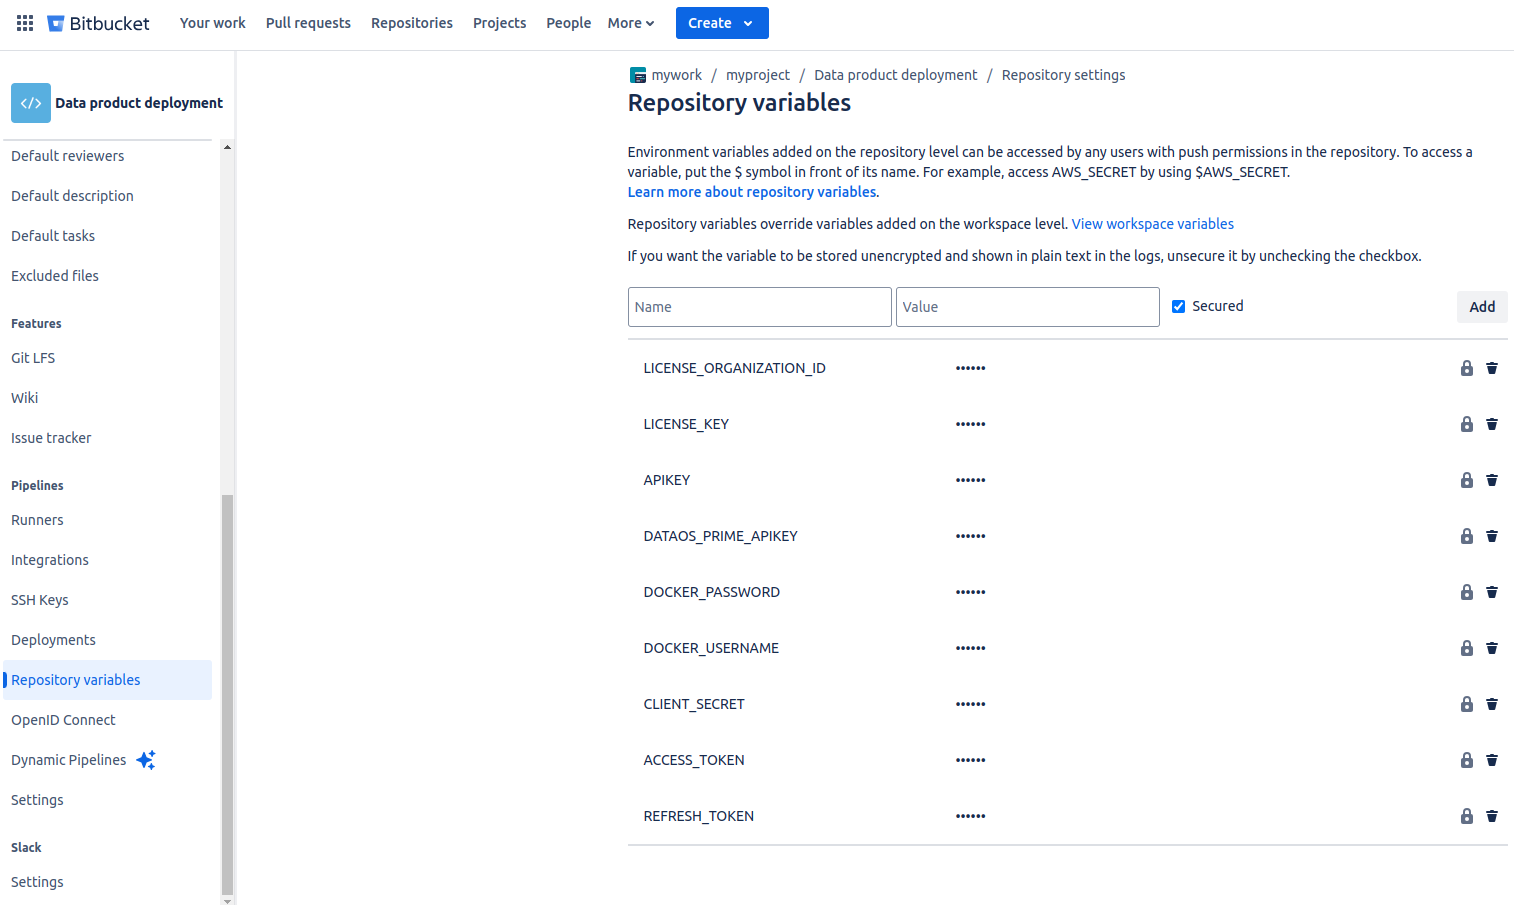 Bitbucket
Your work
Pull requests
Repositories
Projects
People
More
Create
Data product deployment
Default reviewers
Default description
Default tasks
Excluded files
Features
Git LFS
Wiki
Issue tracker
Pipelines
Runners
Integrations
SSH Keys
Deployments
Repository variables
OpenID Connect
Dynamic Pipelines
Settings
Slack
Settings
mywork / myproject / Data product deployment / Repository settings
Repository variables
Environment variables added on the repository level can be accessed by any users with push permissions in the repository. To access a
variable, put the $ symbol in front of its name. For example, access AWS_SECRET by using $AWS_SECRET.
Learn more about repository variables.
Repository variables override variables added on the workspace level. View workspace variables
If you want the variable to be stored unencrypted and shown in plain text in the logs, unsecure it by unchecking the checkbox.
Name
Value
Secured
Add
LICENSE_ORGANIZATION_ID ••••••
LICENSE_KEY ••••••
APIKEY ••••••
DATAOS_PRIME_APIKEY ••••••
DOCKER_PASSWORD ••••••
DOCKER_USERNAME ••••••
CLIENT_SECRET ••••••
ACCESS_TOKEN ••••••
REFRESH_TOKEN ••••••